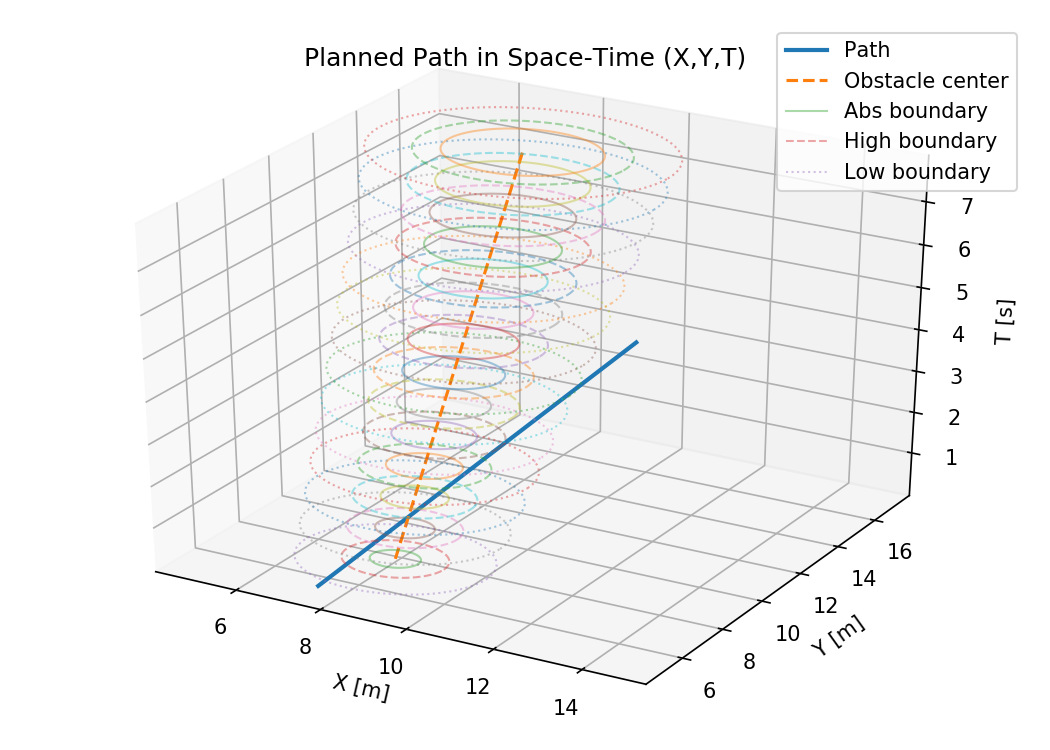 Planned Path in Space-Time (X,Y,T)
Path
Obstacle center
Abs boundary
High boundary
Low boundary
7
6
5
4
3
2
1
T [s]
16
14
12
10
8
6
Y [m]
6
8
10
12
14
X [m]